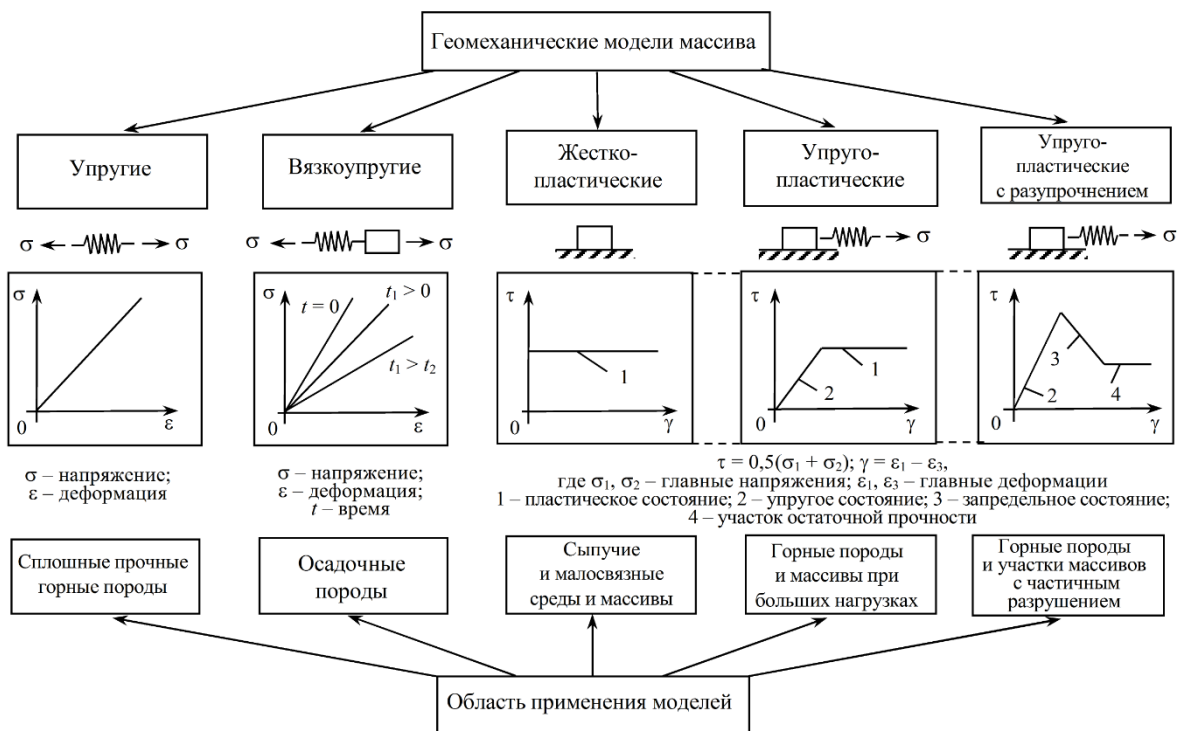 Геомеханические модели массива
Упругие
Вязкоупругие
Жестко-
пластические
Упруго-
пластические
Упруго-
пластические
с разупрочнением
σ σ
σ σ
σ
σ
σ
ε
0
σ
t = 0
t₁ > 0
t₁ > t₂
ε
0
τ
1
γ
0
τ
1
2
γ
0
τ
3
2
4
γ
0
σ – напряжение;
ε – деформация
σ – напряжение;
ε – деформация;
t – время
τ = 0,5(σ₁ + σ₂); γ = ε₁ – ε₃,
где σ₁, σ₂ – главные напряжения; ε₁, ε₃ – главные деформации
1 – пластическое состояние; 2 – упругое состояние; 3 – запредельное состояние;
4 – участок остаточной прочности
Сплошные прочные
горные породы
Осадочные
породы
Сыпучие
и малосвязные
среды и массивы
Горные породы
и массивы при
больших нагрузках
Горные породы
и участки массивов
с частичным
разрушением
Область применения моделей